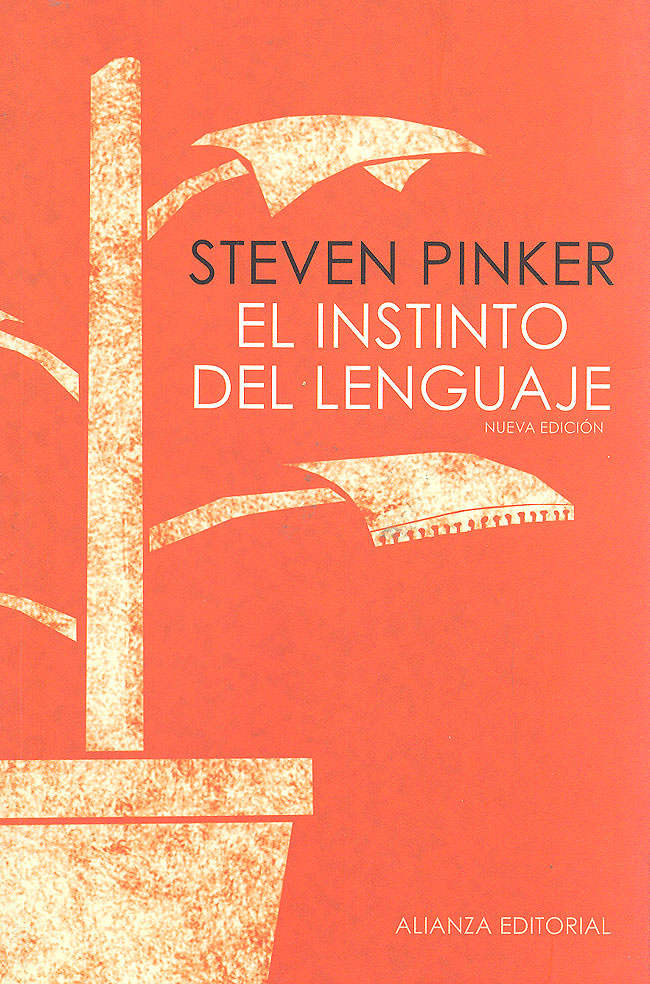 STEVEN PINKER
EL INSTINTO
DEL LENGUAJE
NUEVA EDICIÓN
ALIANZA EDITORIAL